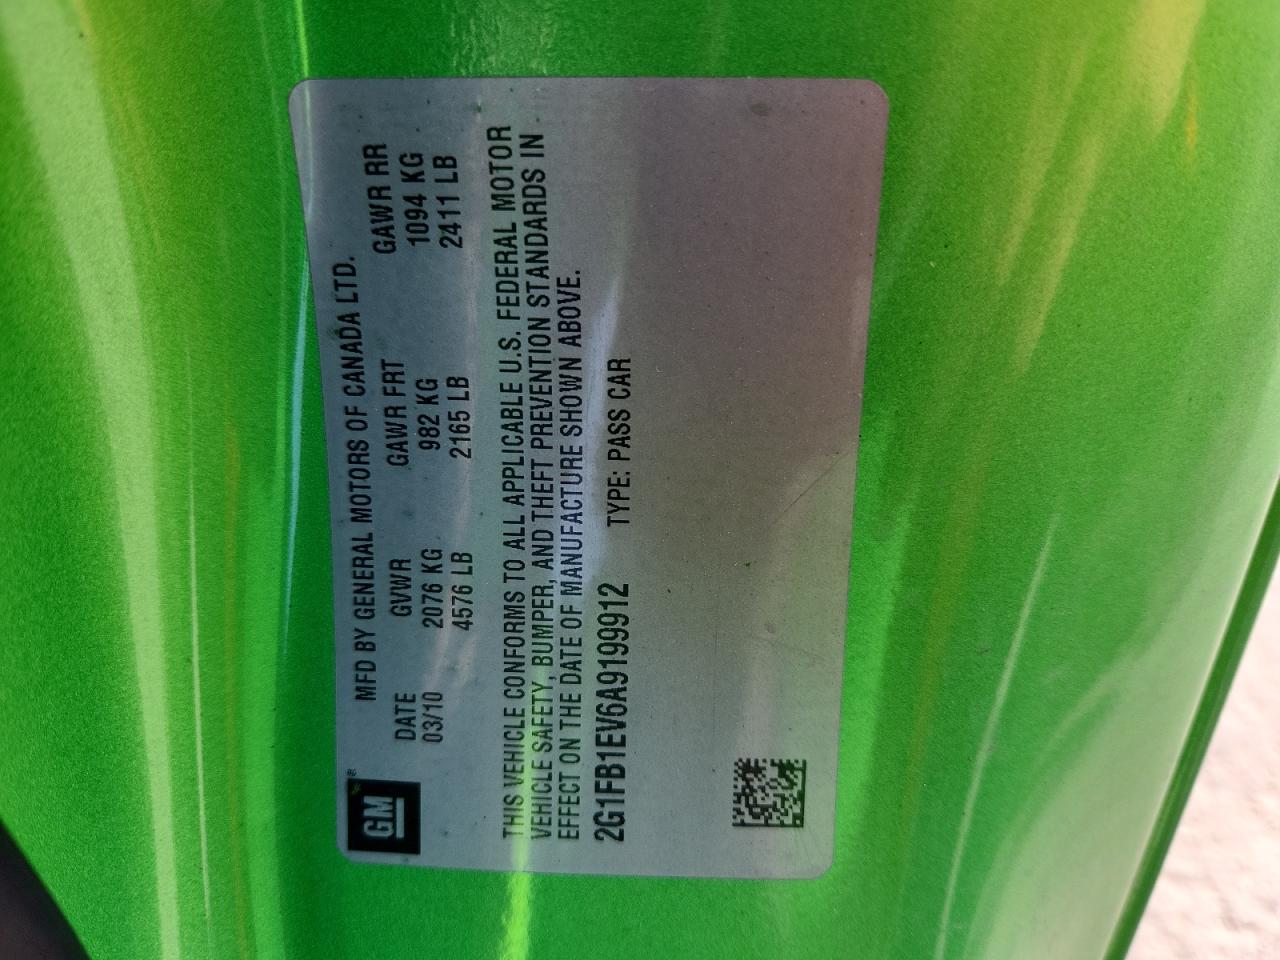 GM®
MFD BY GENERAL MOTORS OF CANADA LTD.
DATE GVWR GAWR FRT GAWR RR
03/10 2076 KG 982 KG 1094 KG
4576 LB 2165 LB 2411 LB
THIS VEHICLE CONFORMS TO ALL APPLICABLE U.S. FEDERAL MOTOR
VEHICLE SAFETY, BUMPER, AND THEFT PREVENTION STANDARDS IN
EFFECT ON THE DATE OF MANUFACTURE SHOWN ABOVE.
2G1FB1EV6A9199912 TYPE: PASS CAR